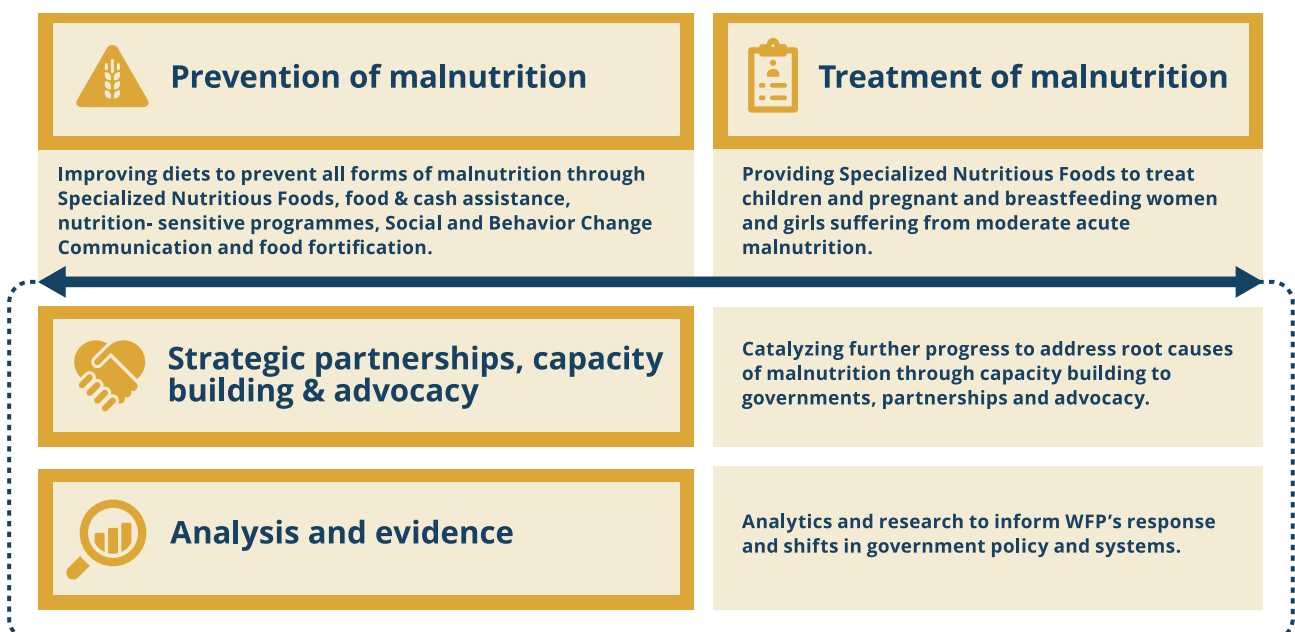 Prevention of malnutrition
Treatment of malnutrition
Improving diets to prevent all forms of malnutrition through
Specialized Nutritious Foods, food & cash assistance,
nutrition- sensitive programmes, Social and Behavior Change
Communication and food fortification.
Providing Specialized Nutritious Foods to treat
children and pregnant and breastfeeding women
and girls suffering from moderate acute
malnutrition.
Strategic partnerships, capacity
building & advocacy
Catalyzing further progress to address root causes
of malnutrition through capacity building to
governments, partnerships and advocacy.
Analysis and evidence
Analytics and research to inform WFP’s response
and shifts in government policy and systems.